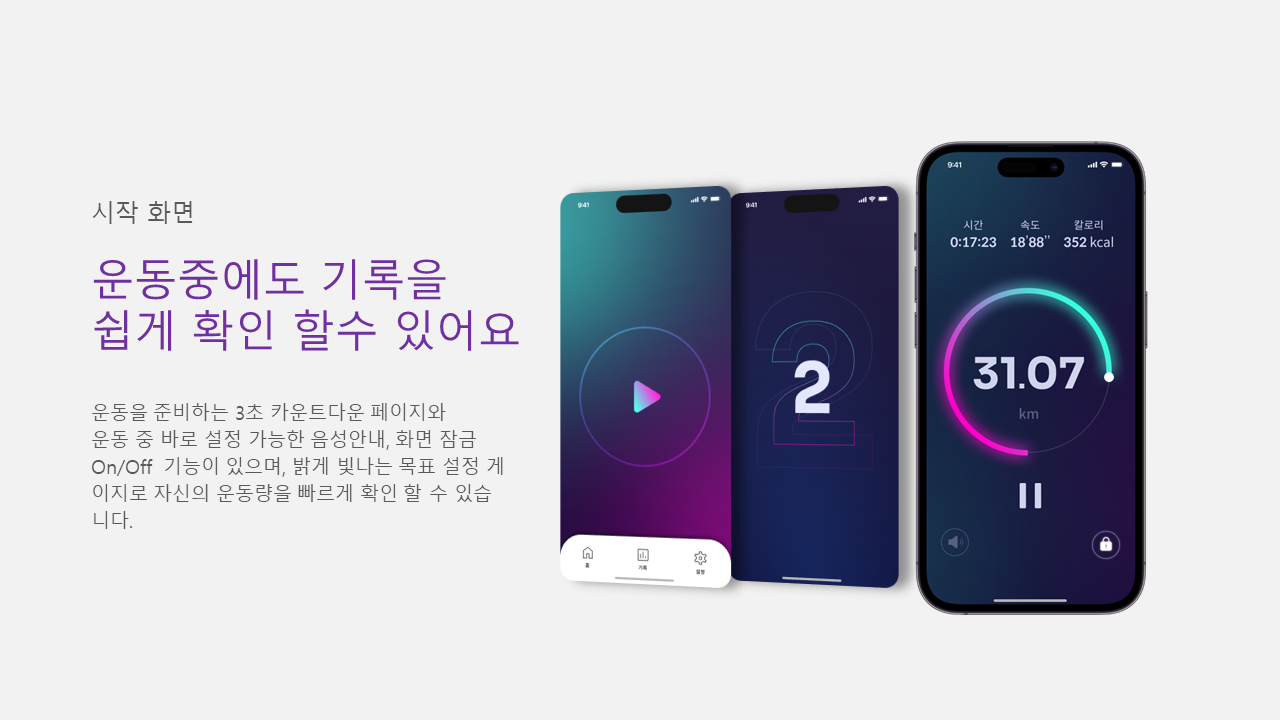 시작 화면
운동중에도 기록을
쉽게 확인 할수 있어요
운동을 준비하는 3초 카운트다운 페이지와
운동 중 바로 설정 가능한 음성안내, 화면 잠금
On/Off 기능이 있으며, 밝게 빛나는 목표 설정 게
이지로 자신의 운동량을 빠르게 확인 할 수 있습
니다.
9:41
홈 기록 설정
9:41
2
9:41
시간 속도 칼로리
0:17:23 18'88'' 352 kcal
31.07
km